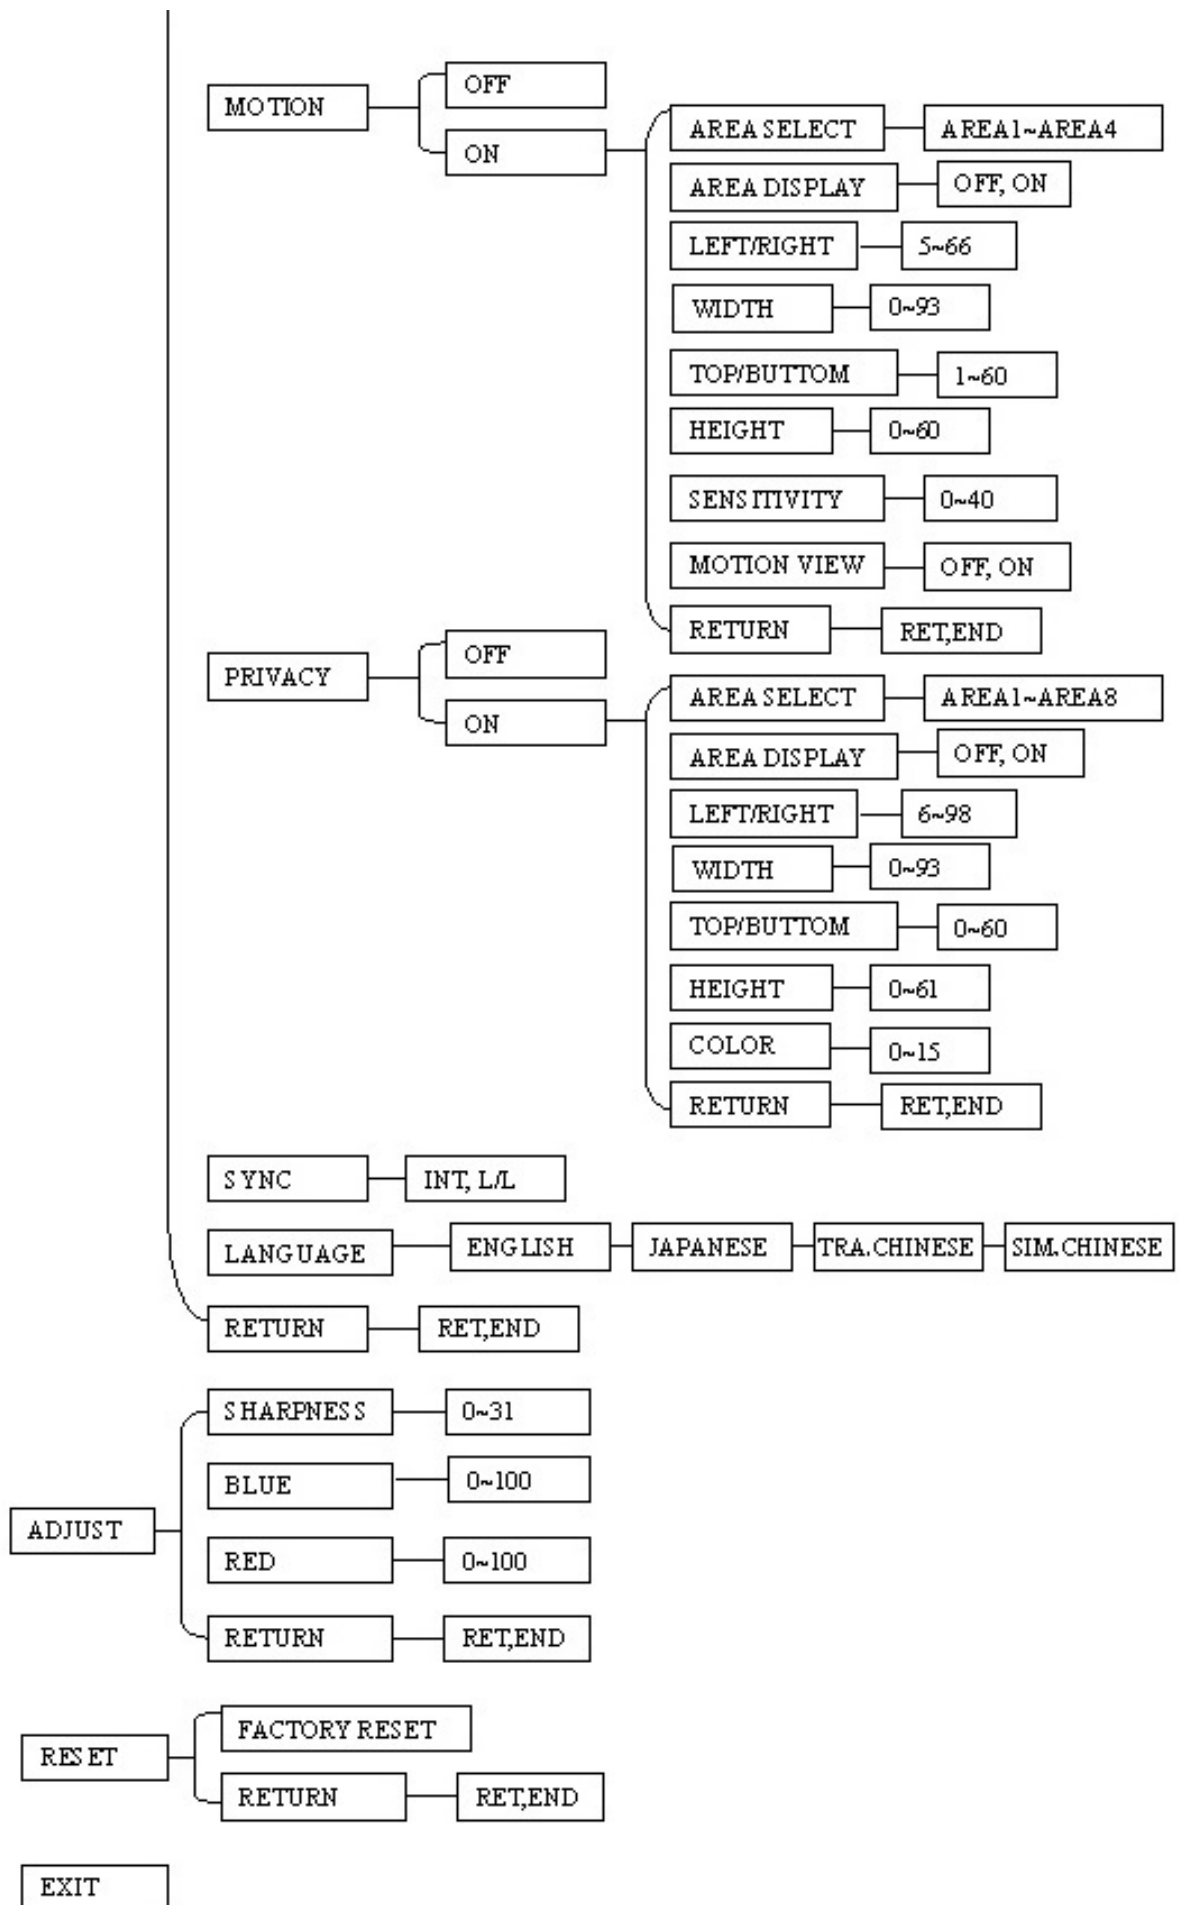 MOTION
OFF
ON
AREA SELECT
AREA1~AREA4
AREA DISPLAY
OFF, ON
LEFT/RIGHT
5~66
WIDTH
0~93
TOP/BUTTOM
1~60
HEIGHT
0~60
SENSITIVITY
0~40
MOTION VIEW
OFF, ON
RETURN
RET,END
PRIVACY
OFF
ON
AREA SELECT
AREA1~AREA8
AREA DISPLAY
OFF, ON
LEFT/RIGHT
6~98
WIDTH
0~93
TOP/BUTTOM
0~60
HEIGHT
0~61
COLOR
0~15
RETURN
RET,END
SYNC
INT, L/L
LANGUAGE
ENGLISH
JAPANESE
TRA.CHINESE
SIM.CHINESE
RETURN
RET,END
ADJUST
SHARPNESS
0~31
BLUE
0~100
RED
0~100
RETURN
RET,END
RESET
FACTORY RESET
RETURN
RET,END
EXIT